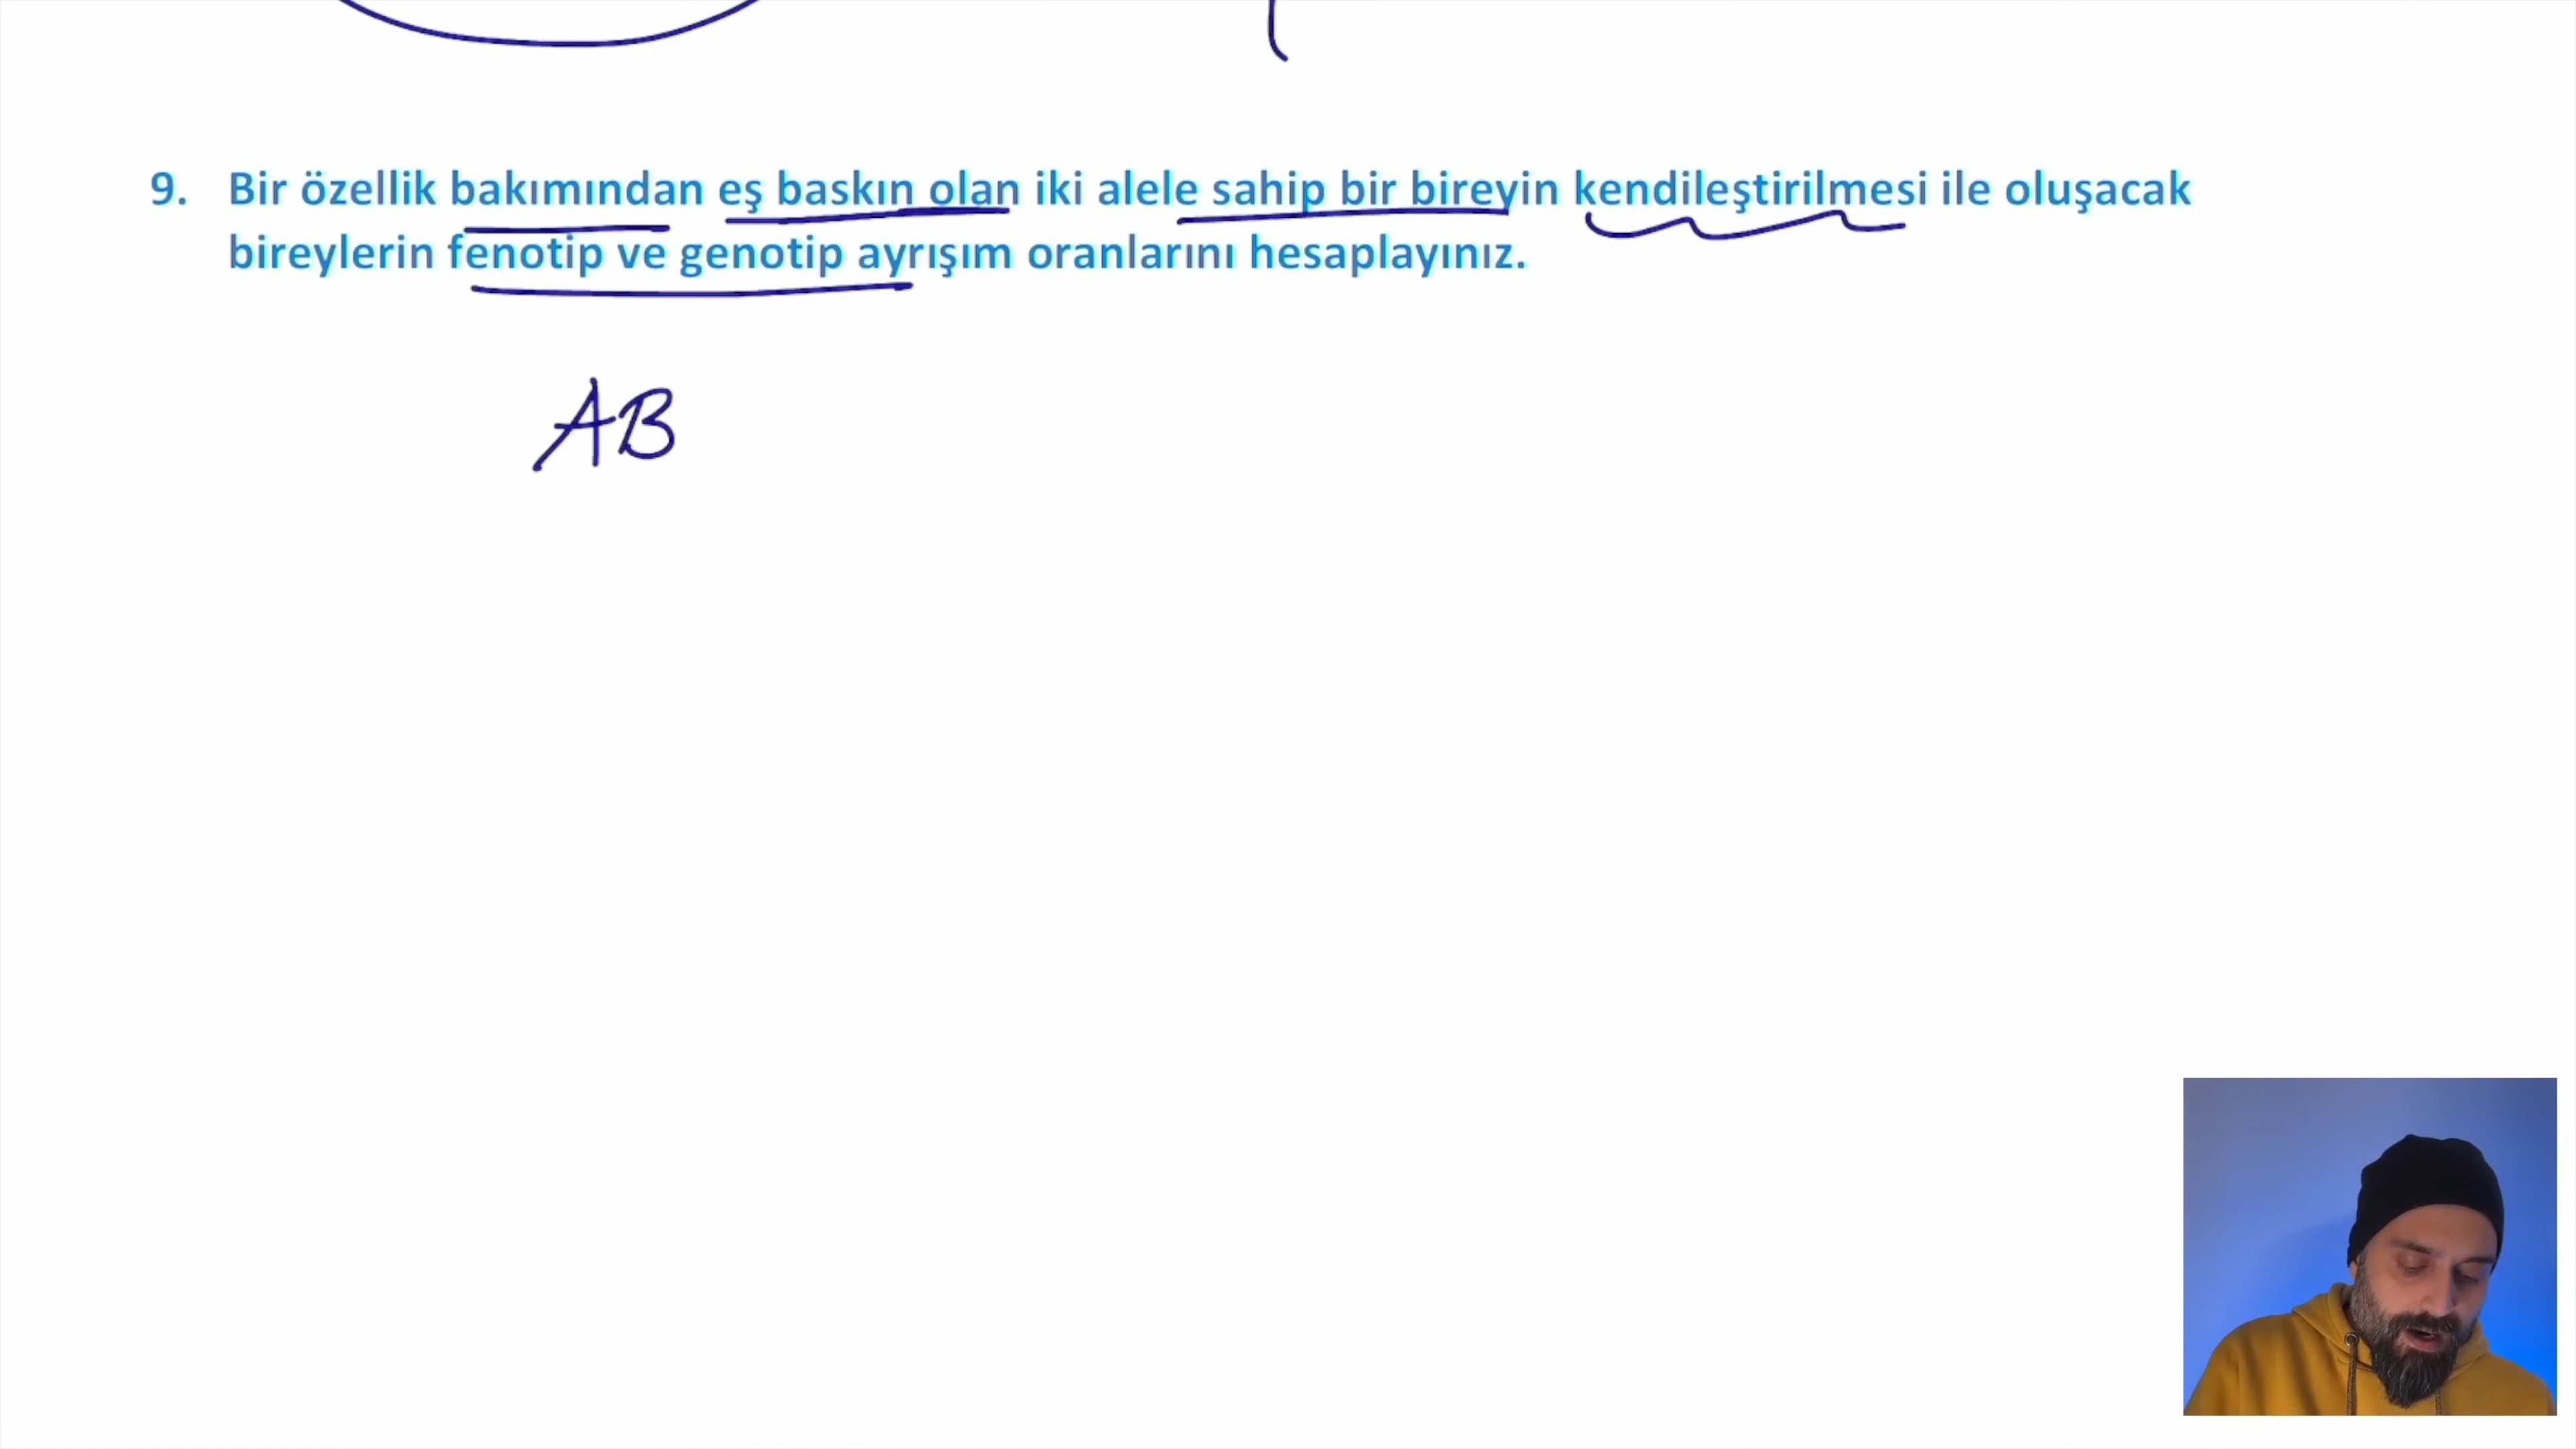 9. Bir özellik bakımından eş baskın olan iki alele sahip bir bireyin kendileştirilmesi ile oluşacak
bireylerin fenotip ve genotip ayrışım oranlarını hesaplayınız.
AB